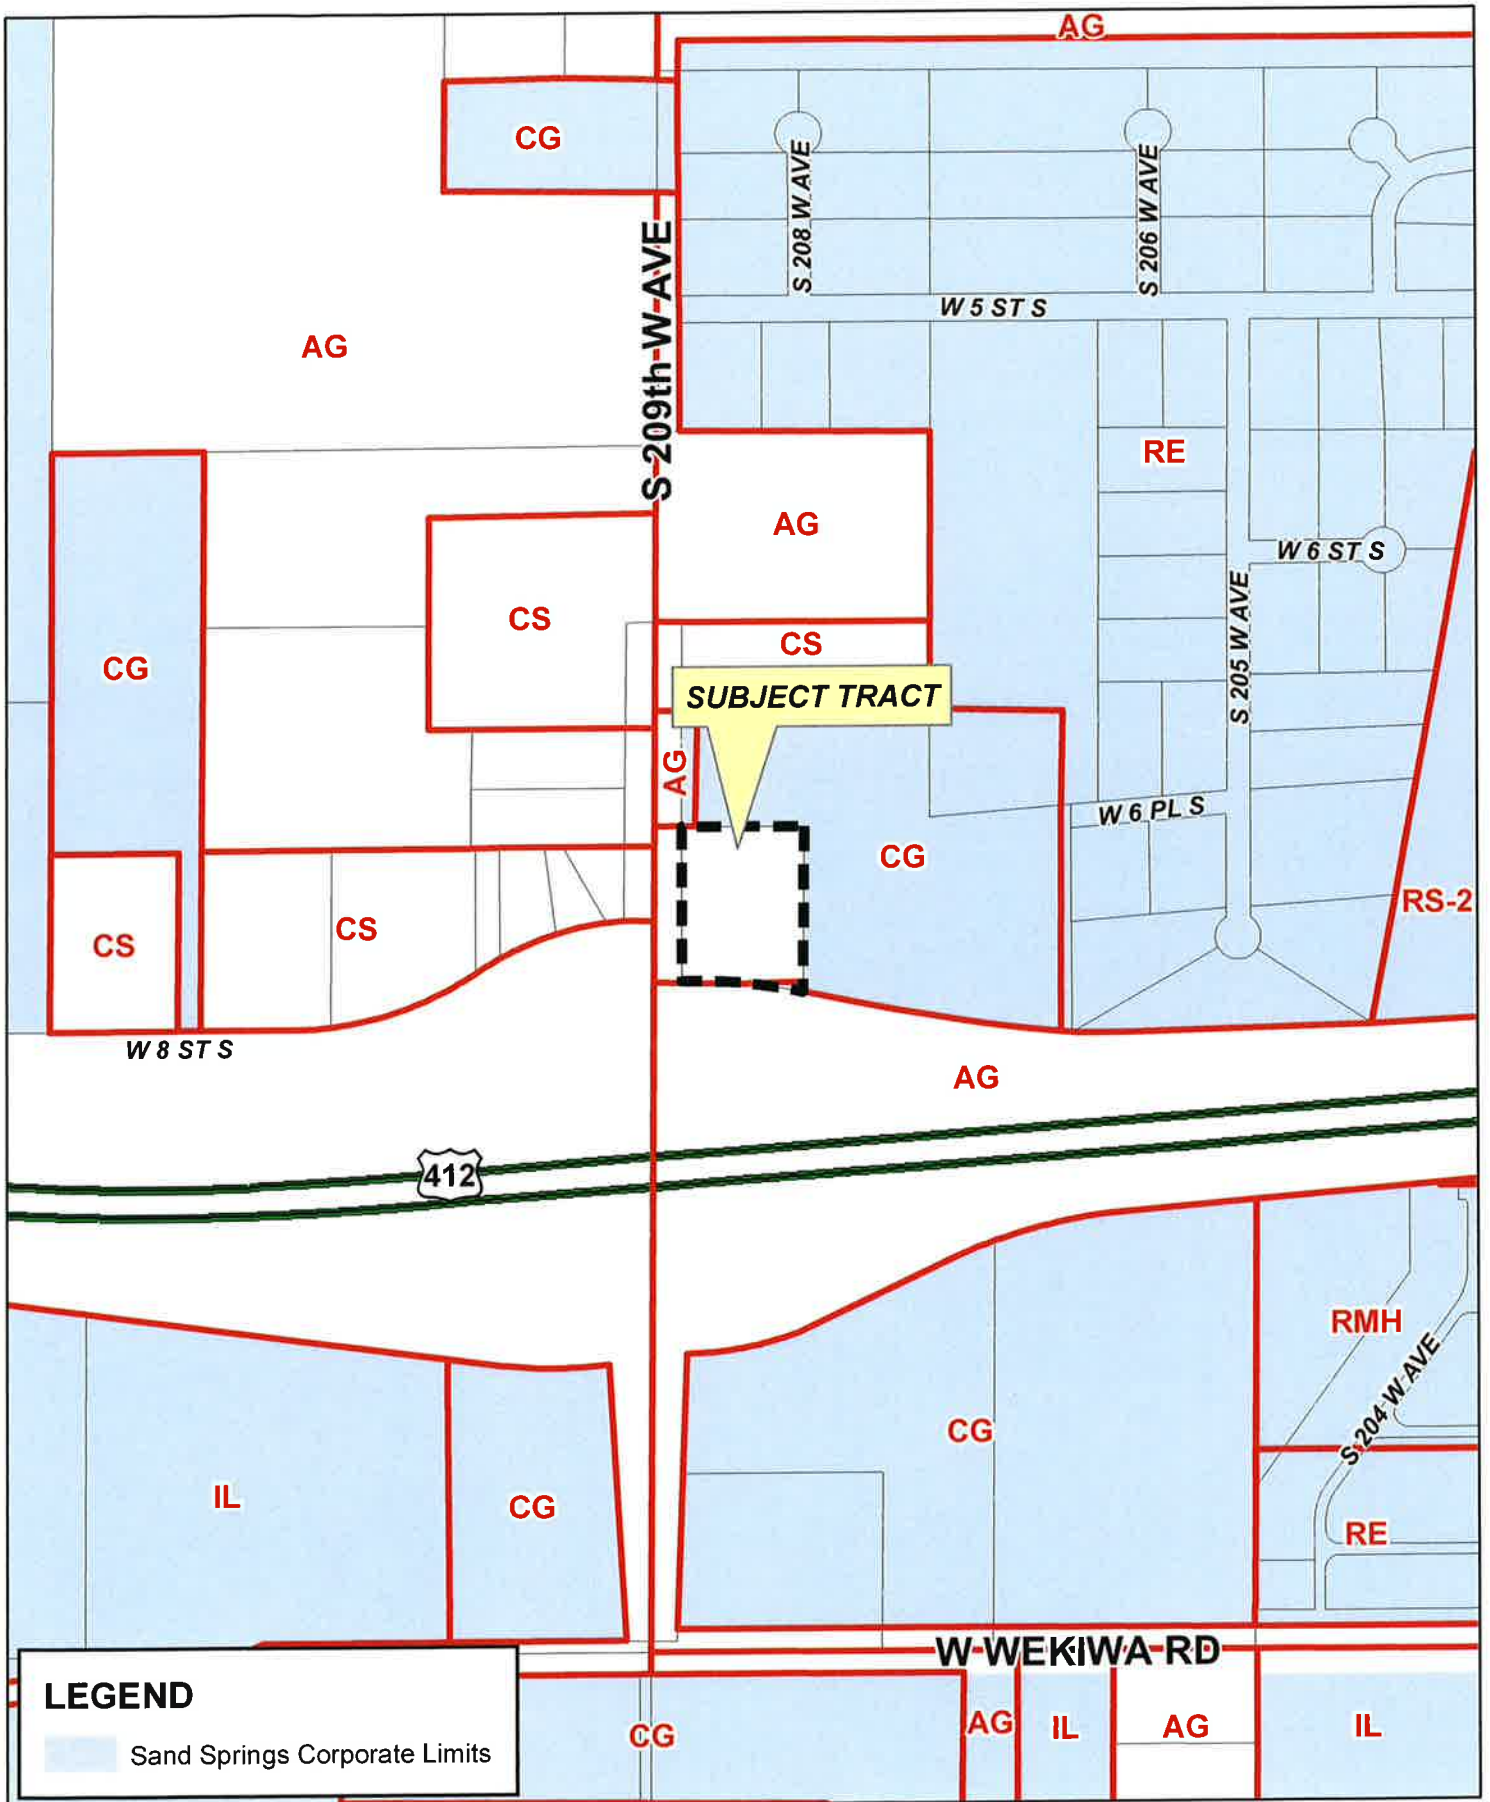 AG
CG
S 208 W AVE
S 206 W AVE
S 209th W AVE
W 5 ST S
AG
RE
AG
W 6 ST S
CS
CS
CG
S 205 W AVE
SUBJECT TRACT
AG
W 6 PL S
CG
RS-2
CS
CS
W 8 ST S
AG
412
RMH
S 204 W AVE
CG
IL
CG
RE
W WEKIWA RD
LEGEND
Sand Springs Corporate Limits
CG
AG
IL
AG
IL